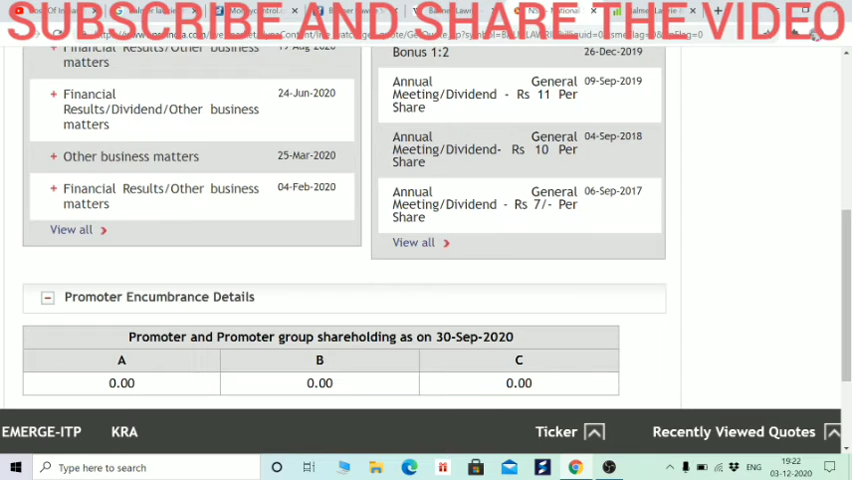 SUBSCRIBE AND SHARE THE VIDEO
Financial Results/Other business 19 Aug 2020
matters
Bonus 1:2 26-Dec-2019
+ Financial 24-Jun-2020
Results/Dividend/Other business
matters
Annual General 09-Sep-2019
Meeting/Dividend - Rs 11 Per
Share
+ Other business matters 25-Mar-2020
Annual General 04-Sep-2018
Meeting/Dividend- Rs 10 Per
Share
+ Financial Results/Other business 04-Feb-2020
matters
Annual General 06-Sep-2017
Meeting/Dividend - Rs 7/- Per
Share
View all
View all
Promoter Encumbrance Details
Promoter and Promoter group shareholding as on 30-Sep-2020
A B C
0.00 0.00 0.00
EMERGE-ITP KRA Ticker Recently Viewed Quotes
Type here to search
ENG
19:22
03-12-2020